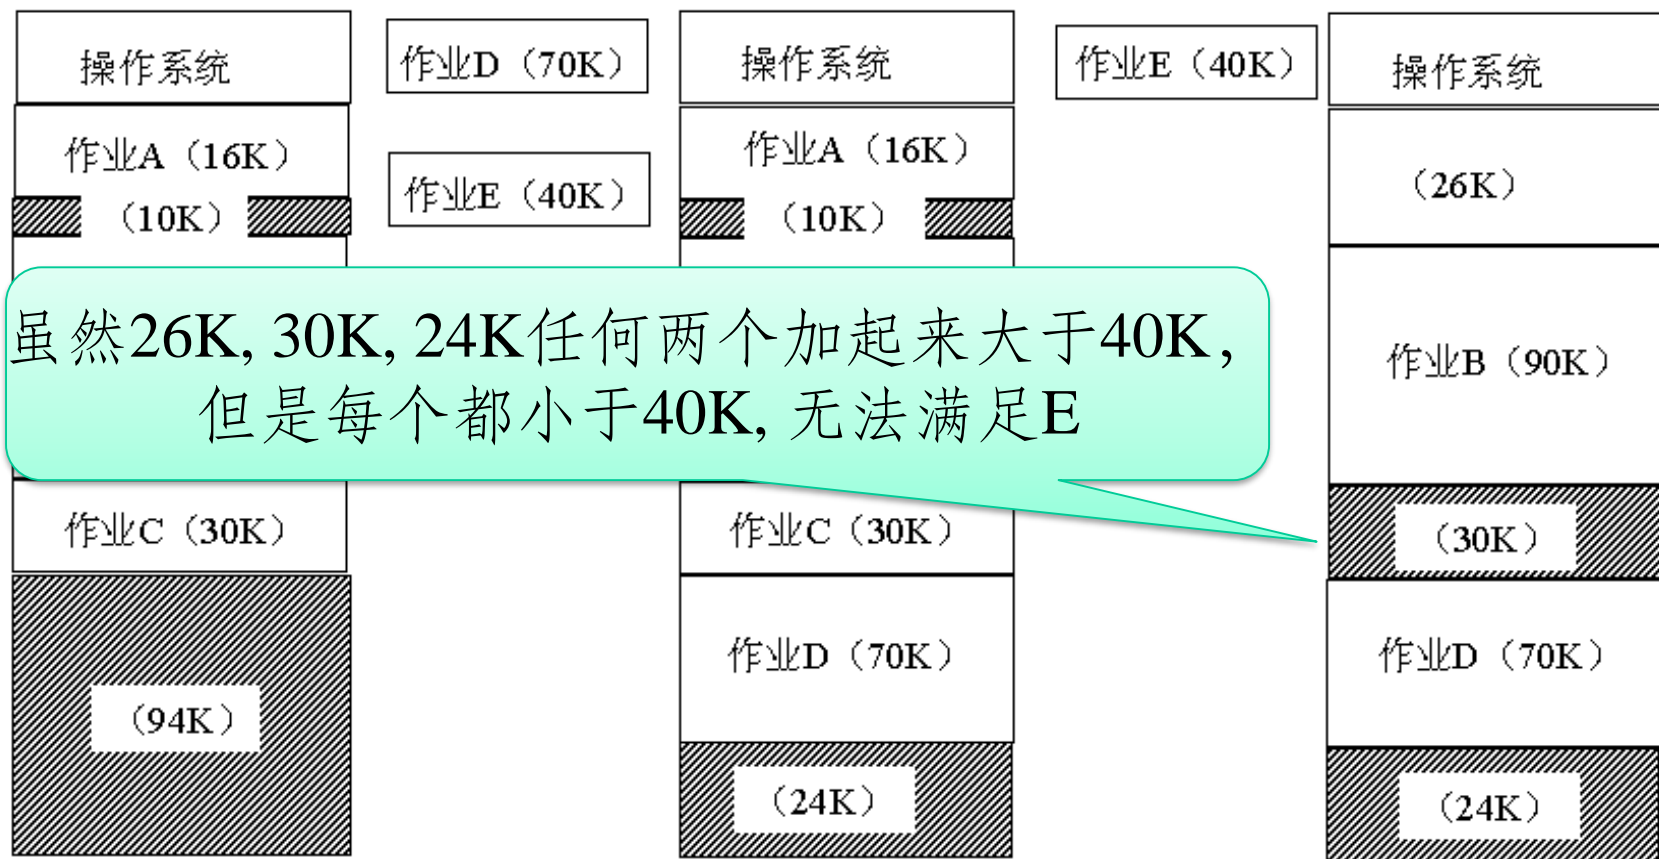 操作系统
作业A（16K）
（10K）
作业C（30K）
（94K）
作业D（70K）
作业E（40K）
操作系统
作业A（16K）
（10K）
作业C（30K）
作业D（70K）
（24K）
作业E（40K）
操作系统
（26K）
作业B（90K）
（30K）
作业D（70K）
（24K）
虽然26K, 30K, 24K任何两个加起来大于40K,
但是每个都小于40K, 无法满足E